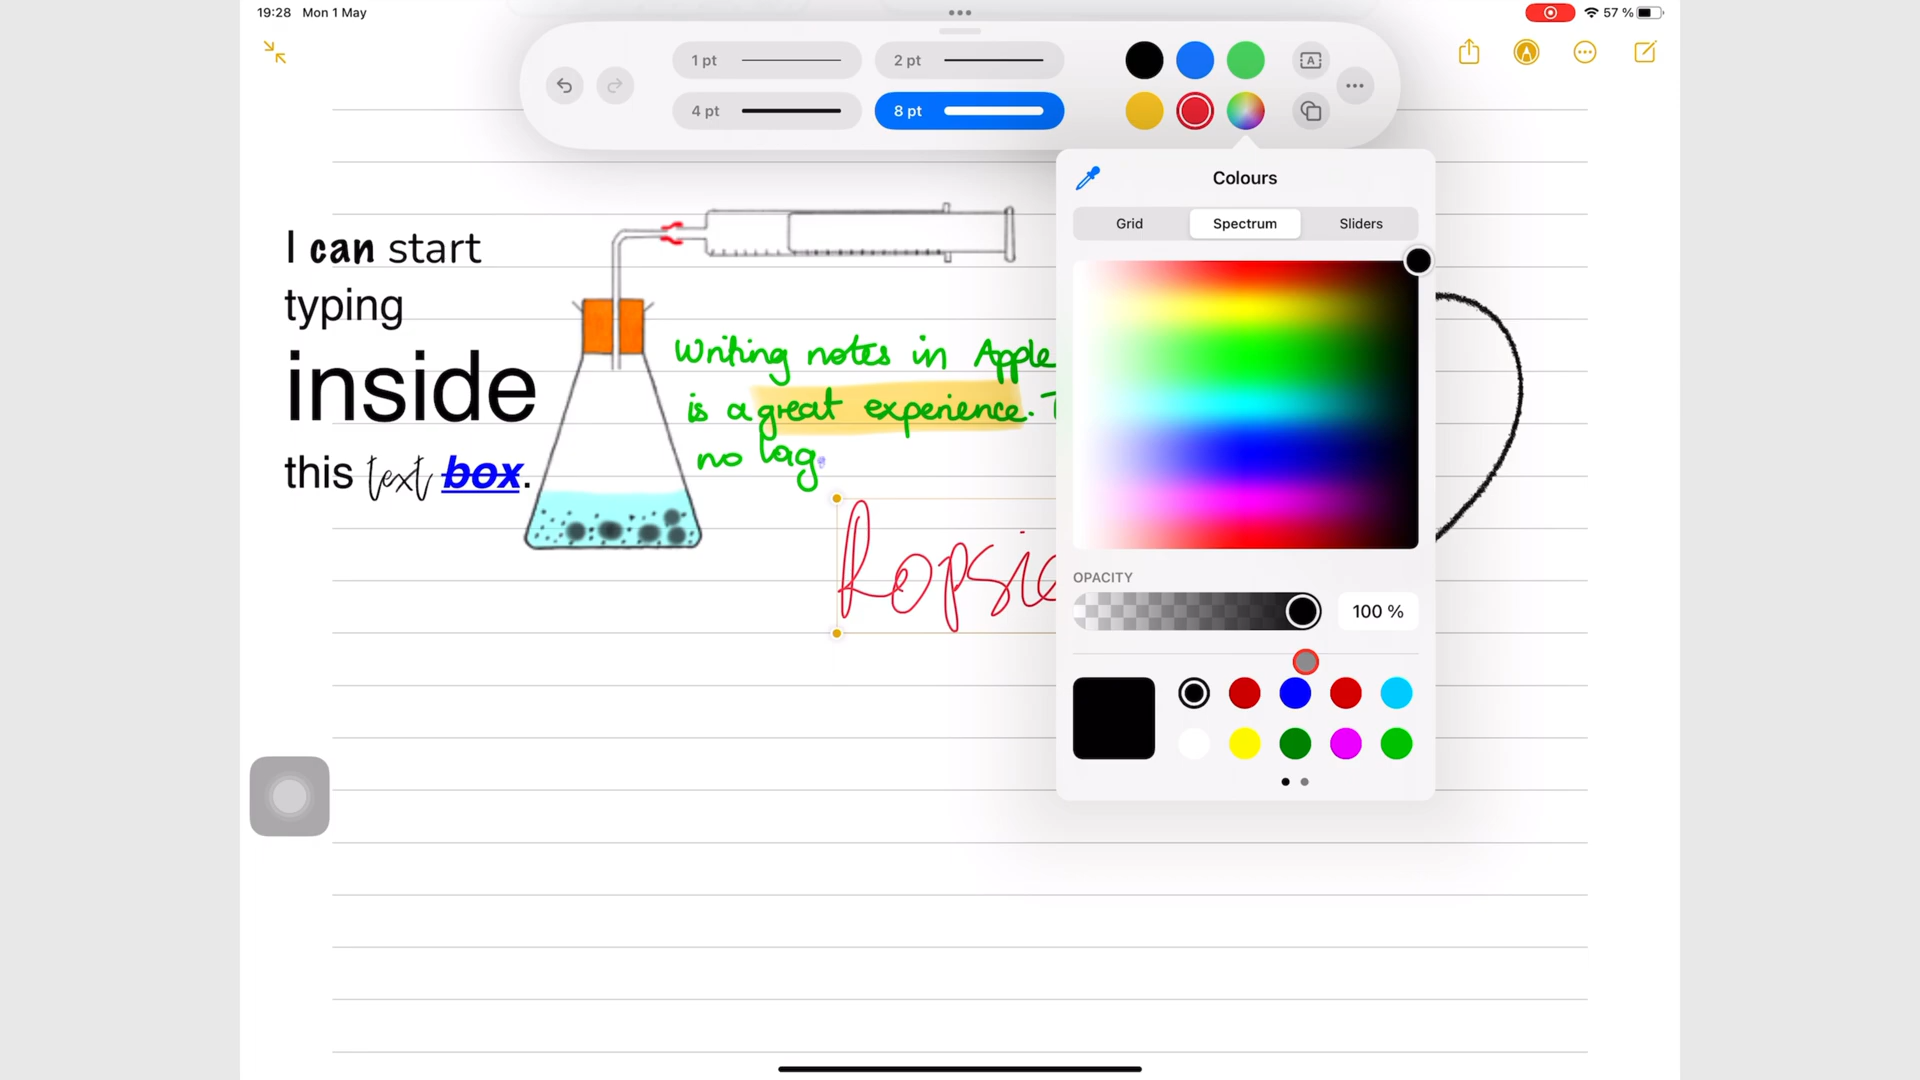 19:28 Mon 1 May
57 %
1 pt
2 pt
4 pt
8 pt
A
Colours
Grid
Spectrum
Sliders
OPACITY
100 %
I can start
typing
inside
this text box.
Writing notes in Apple
is a great experience. T
no lag.